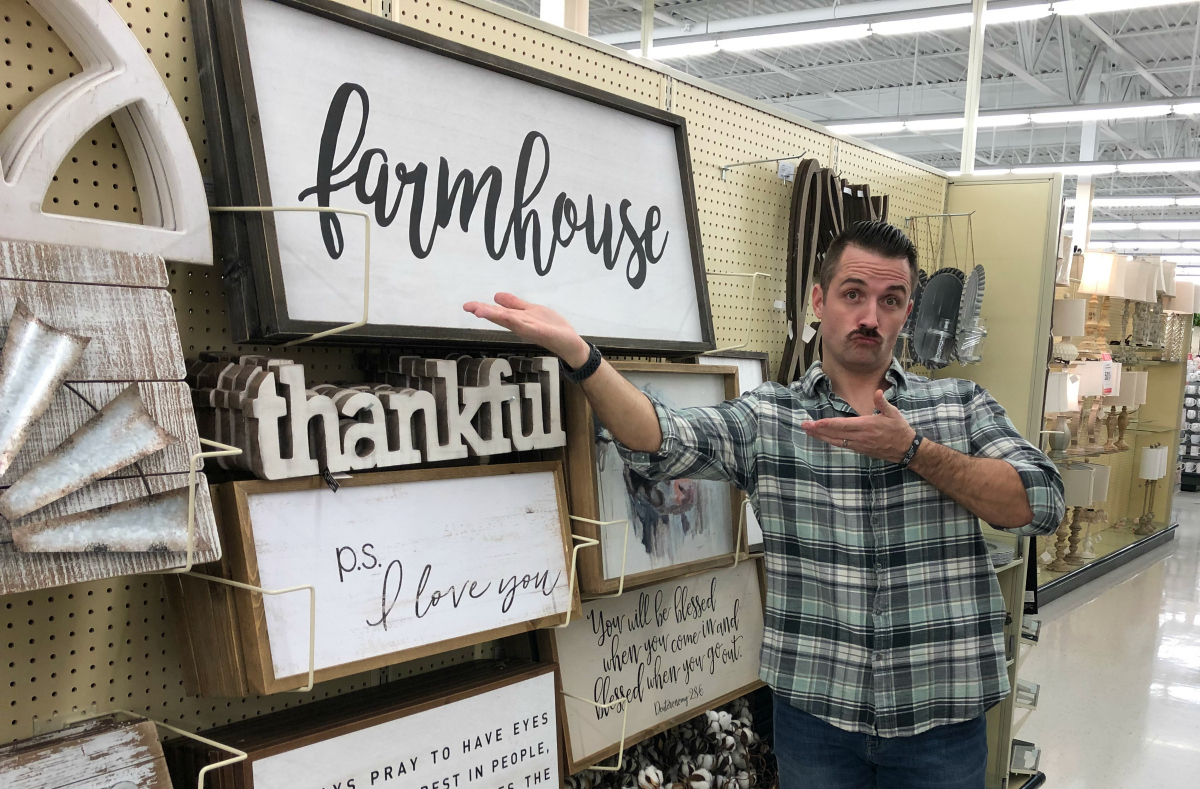 farmhouse
thankful
p.s.
I love you
You will be blessed
when you come in and
blessed when you go out.
Deuteronomy 28:6
PRAY TO HAVE EYES
IN PEOPLE,
THE